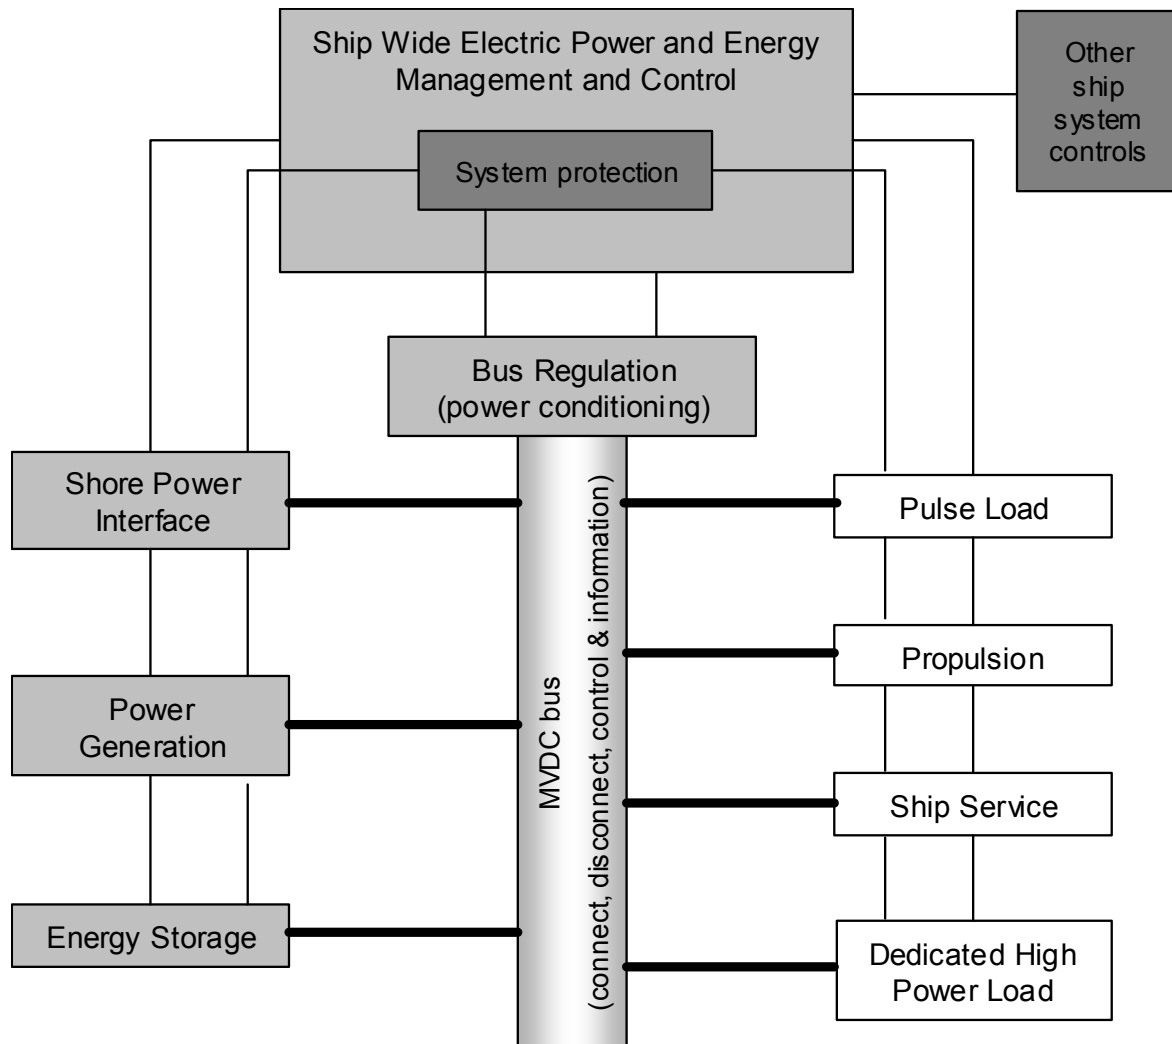 Ship Wide Electric Power and Energy
Management and Control
Other
ship
system
controls
System protection
Bus Regulation
(power conditioning)
Shore Power
Interface
Power
Generation
Energy Storage
MVDC bus
(connect, disconnect, control & information)
Pulse Load
Propulsion
Ship Service
Dedicated High
Power Load